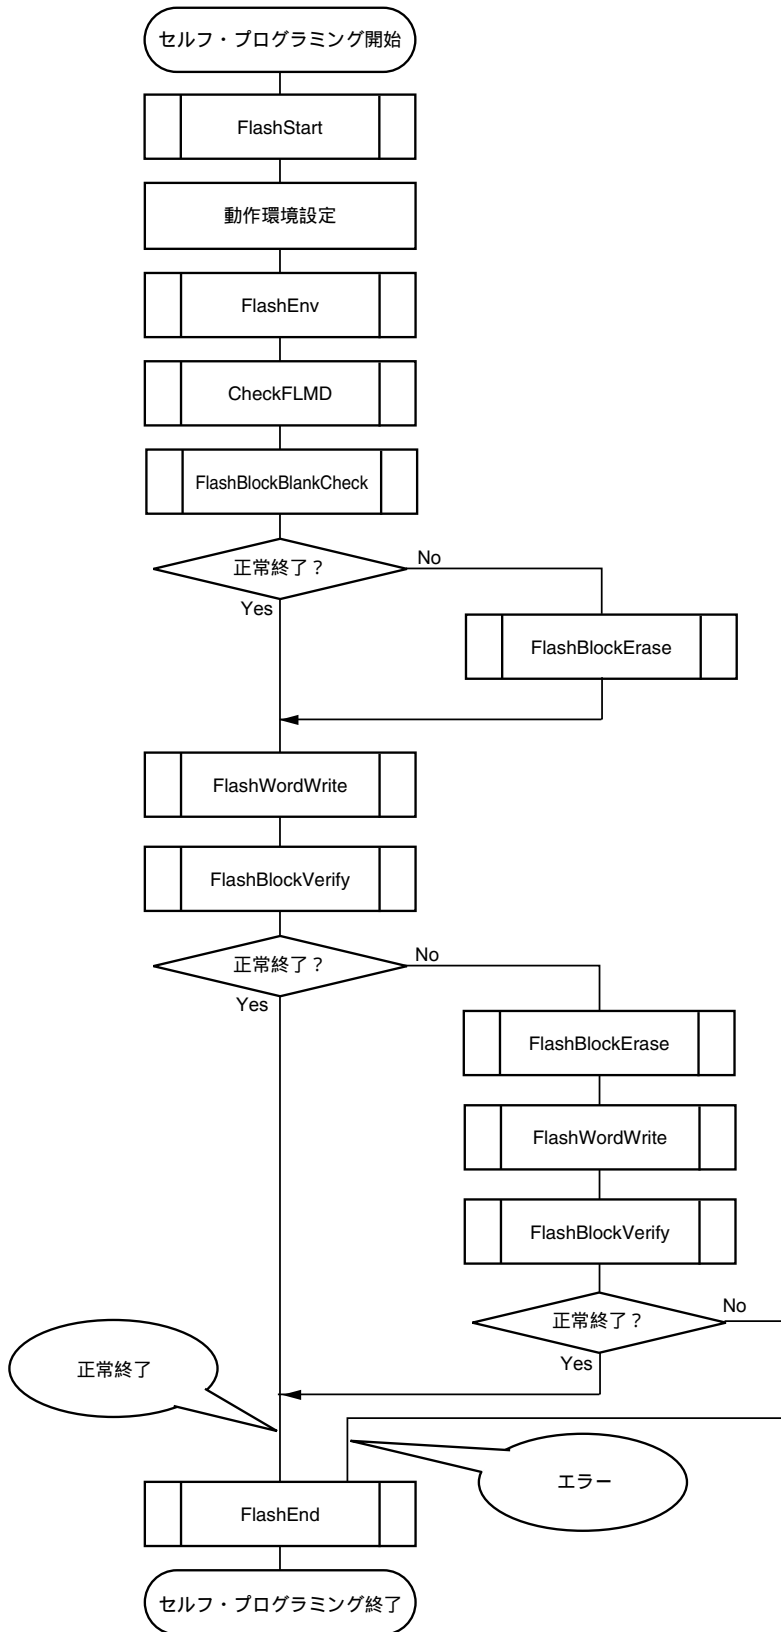 セルフ・プログラミング開始
FlashStart
動作環境設定
FlashEnv
CheckFLMD
FlashBlockBlankCheck
正常終了？
No
Yes
FlashBlockErase
FlashWordWrite
FlashBlockVerify
正常終了？
No
Yes
FlashBlockErase
FlashWordWrite
FlashBlockVerify
正常終了？
No
Yes
正常終了
エラー
FlashEnd
セルフ・プログラミング終了